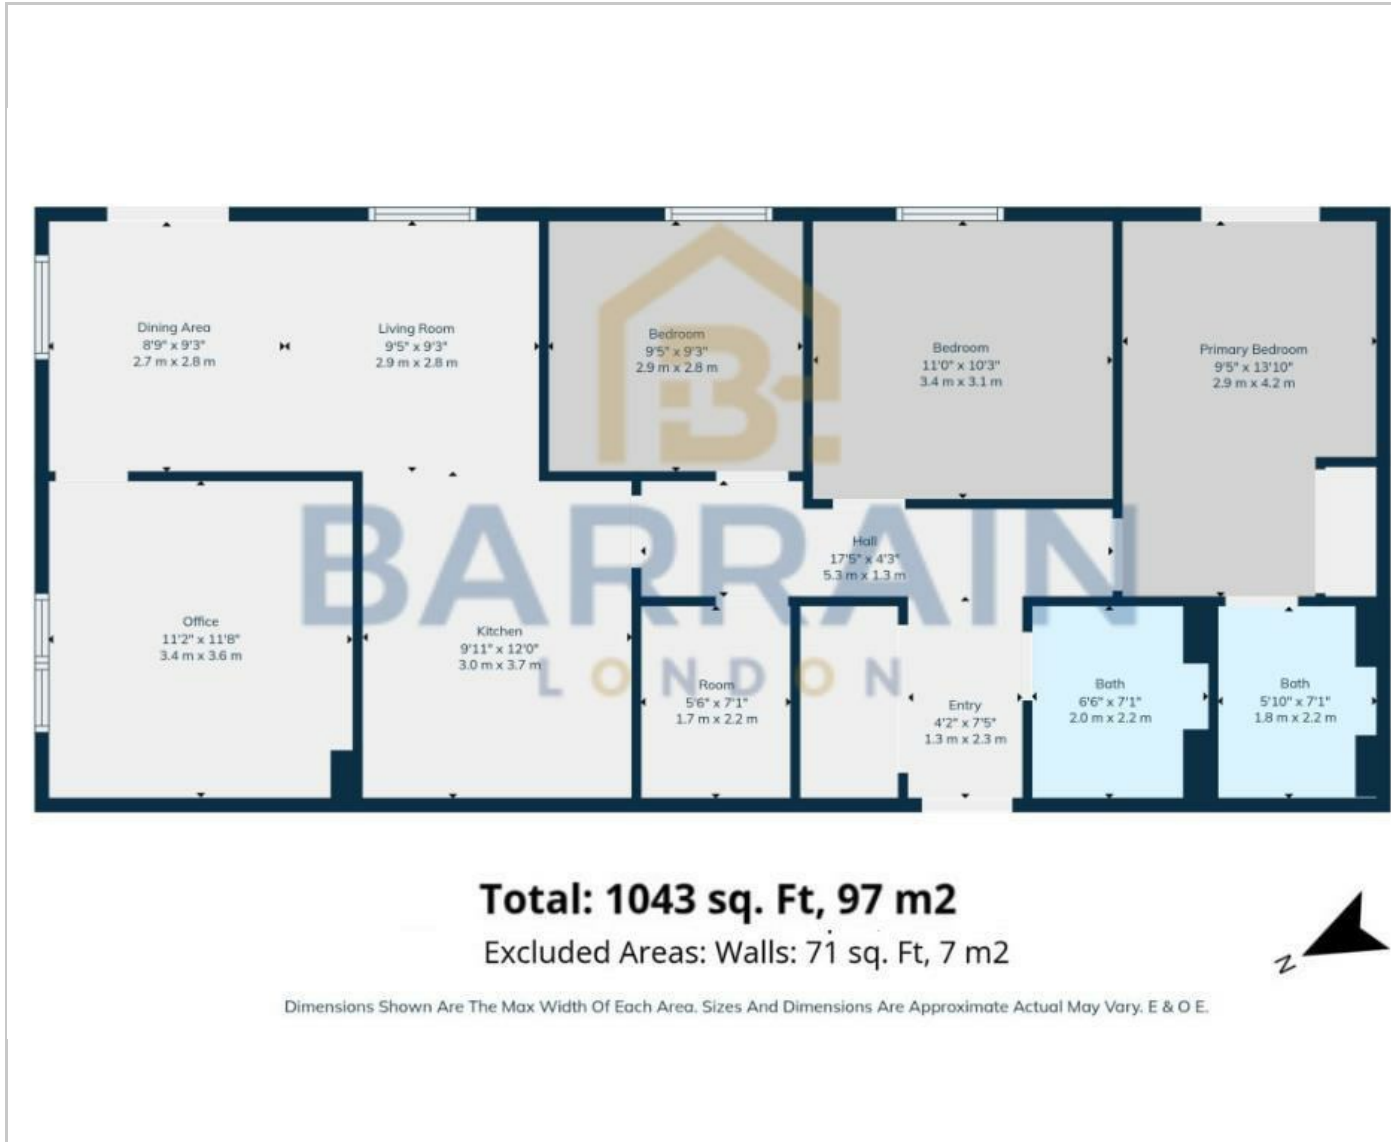 Dining Area
8'9" x 9'3"
2.7 m x 2.8 m
Living Room
9'5" x 9'3"
2.9 m x 2.8 m
Bedroom
9'5" x 9'3"
2.9 m x 2.8 m
Bedroom
11'0" x 10'3"
3.4 m x 3.1 m
Primary Bedroom
9'5" x 13'10"
2.9 m x 4.2 m
BARRAIN
LONDON
Hall
17'5" x 4'3"
5.3 m x 1.3 m
Office
11'2" x 11'8"
3.4 m x 3.6 m
Kitchen
9'11" x 12'0"
3.0 m x 3.7 m
Room
5'6" x 7'1"
1.7 m x 2.2 m
Entry
4'2" x 7'5"
1.3 m x 2.3 m
Bath
6'6" x 7'1"
2.0 m x 2.2 m
Bath
5'10" x 7'1"
1.8 m x 2.2 m
Total: 1043 sq. Ft, 97 m2
Excluded Areas: Walls: 71 sq. Ft, 7 m2
N
Dimensions Shown Are The Max Width Of Each Area. Sizes And Dimensions Are Approximate Actual May Vary. E & O E.